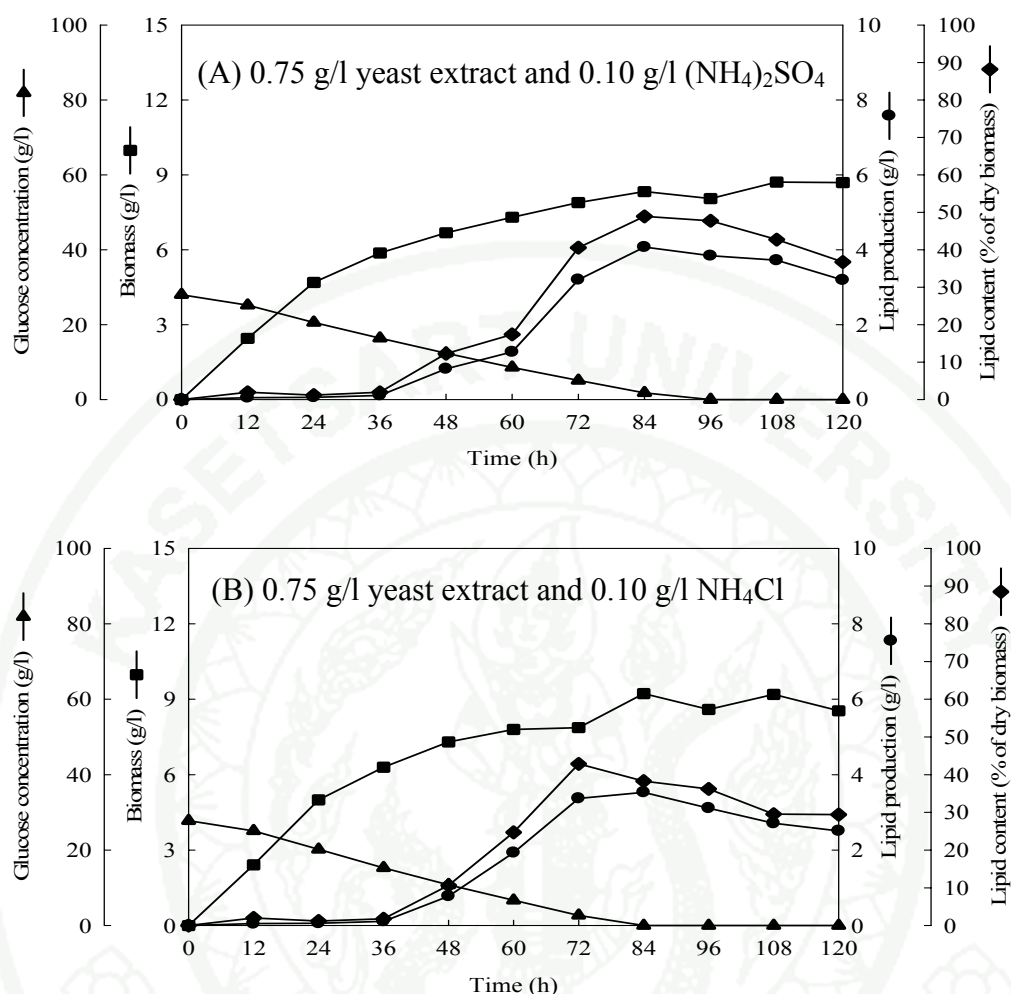 100 15 10 100
(A) 0.75 g/l yeast extract and 0.10 g/l (NH₄)₂SO₄
90
80 12 8 80
70
60 9 6 60
50
40 6 4 40
30
20 3 2 20
10
0 0 0 0
Glucose concentration (g/l)
Biomass (g/l)
Lipid production (g/l)
Lipid content (% of dry biomass)
0 12 24 36 48 60 72 84 96 108 120
Time (h)
100 15 10 100
(B) 0.75 g/l yeast extract and 0.10 g/l NH₄Cl
90
80 12 8 80
70
60 9 6 60
50
40 6 4 40
30
20 3 2 20
10
0 0 0 0
Glucose concentration (g/l)
Biomass (g/l)
Lipid production (g/l)
Lipid content (% of dry biomass)
0 12 24 36 48 60 72 84 96 108 120
Time (h)
KASETSART UNIVERSITY